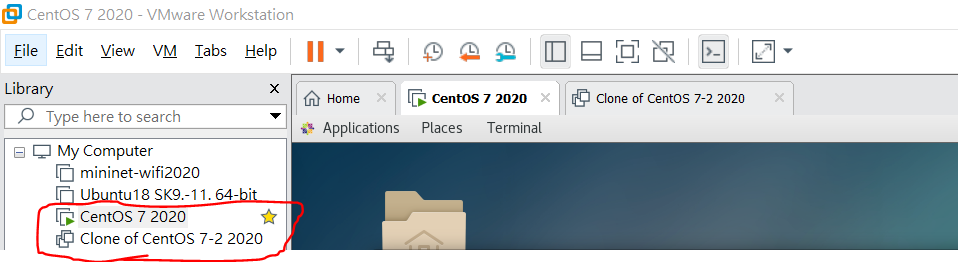 CentOS 7 2020 - VMware Workstation
File Edit View VM Tabs Help
Library
Type here to search
My Computer
mininet-wifi2020
Ubuntu18 SK9.-11. 64-bit
CentOS 7 2020
Clone of CentOS 7-2 2020
Home
CentOS 7 2020
Clone of CentOS 7-2 2020
Applications Places Terminal